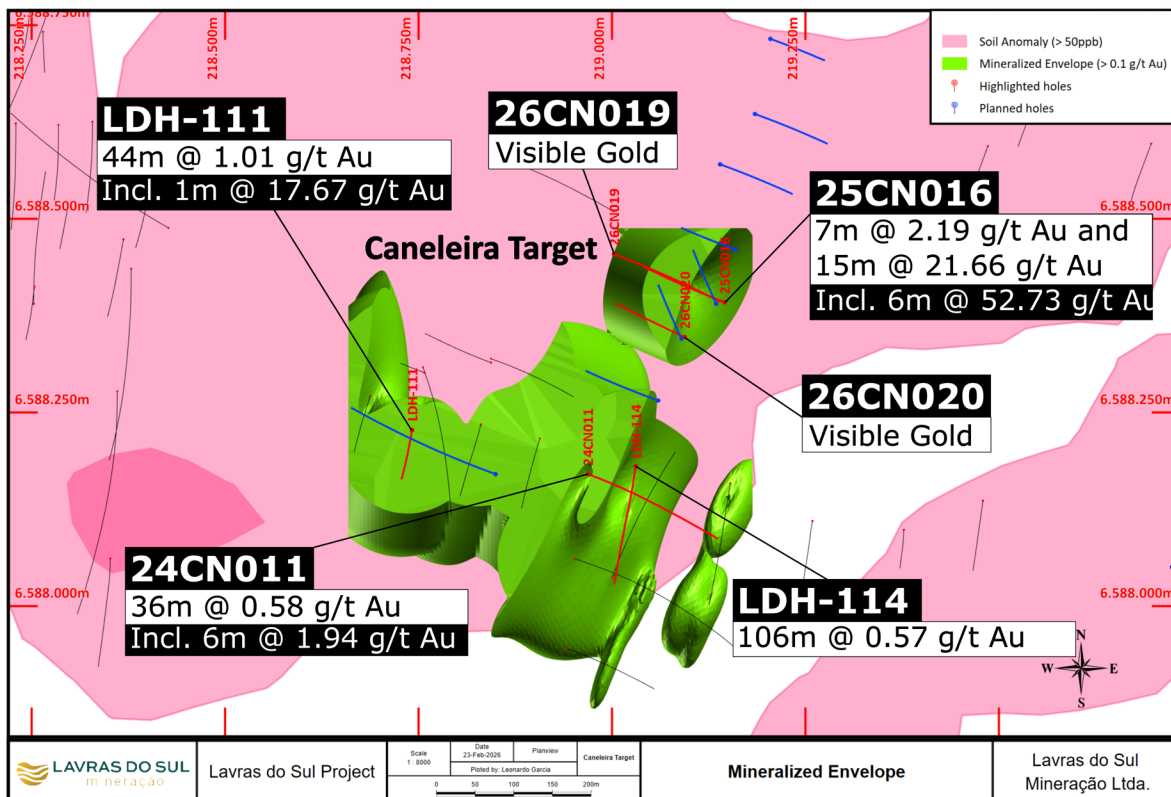 6.588.750m
218.250m
218.500m
218.750m
219.000m
219.250m
Soil Anomaly (> 50ppb)
Mineralized Envelope (> 0.1 g/t Au)
Highlighted holes
Planned holes
LDH-111
44m @ 1.01 g/t Au
Incl. 1m @ 17.67 g/t Au
26CN019
Visible Gold
25CN016
7m @ 2.19 g/t Au and
15m @ 21.66 g/t Au
Incl. 6m @ 52.73 g/t Au
6.588.500m
6.588.500m
Caneleira Target
26CN019
25CN016
26CN020
26CN020
Visible Gold
6.588.250m
6.588.250m
LDH-111
24CN011
LDH-114
24CN011
36m @ 0.58 g/t Au
Incl. 6m @ 1.94 g/t Au
LDH-114
106m @ 0.57 g/t Au
6.588.000m
6.588.000m
N
W
E
S
LAVRAS DO SUL
mineração
Lavras do Sul Project
Scale
1 : 8000
Date
23-Feb-2026
Planview
Ploted by: Leonardo Garcia
Caneleira Target
0 50 100 150 200m
Mineralized Envelope
Lavras do Sul
Mineração Ltda.